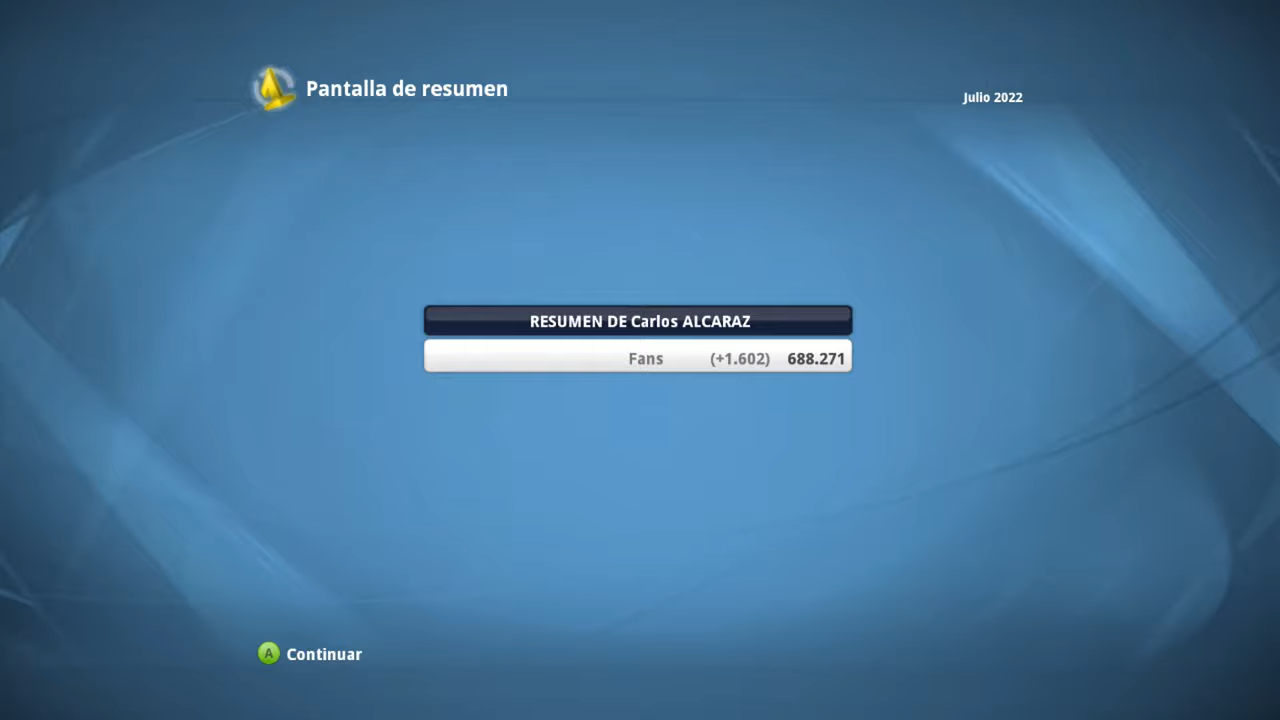 Pantalla de resumen
Julio 2022
RESUMEN DE Carlos ALCARAZ
Fans (+1.602) 688.271
A Continuar